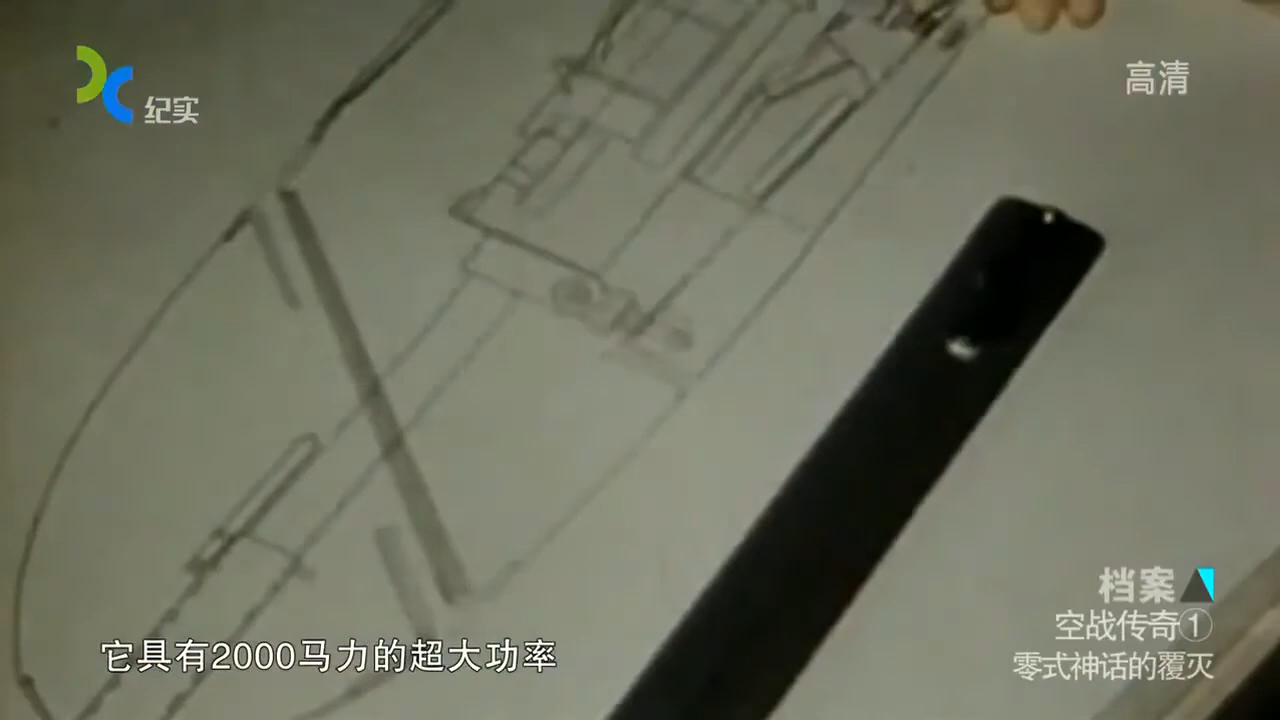 纪实
高清
档案
空战传奇①
零式神话的覆灭
它具有2000马力的超大功率